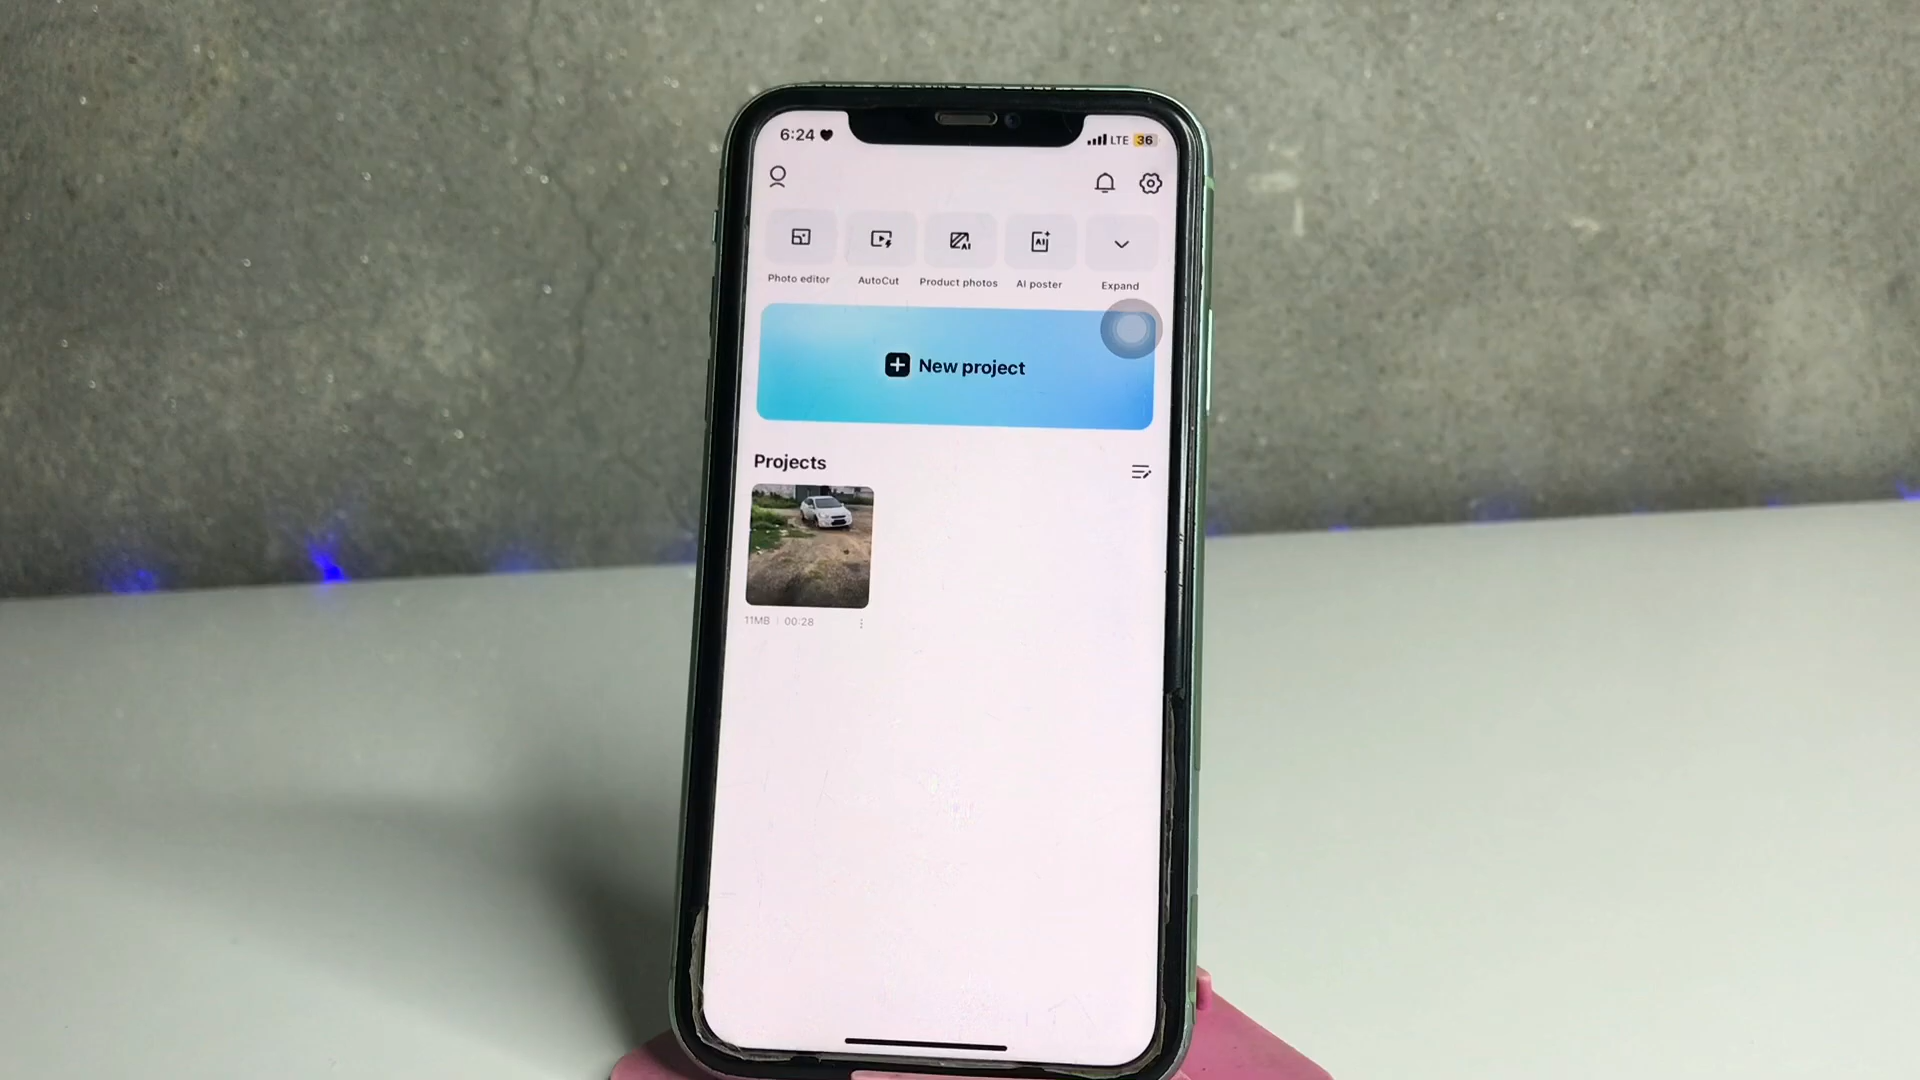 6:24 LTE 36
Photo editor AutoCut Product photos AI poster Expand
New project
Projects
11MB | 00:28